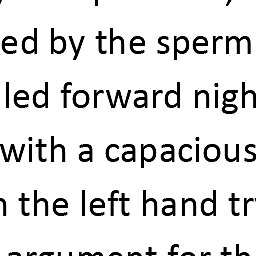 ed by the sperm
led forward nigh
with a capacious
the left hand tr
argument for th